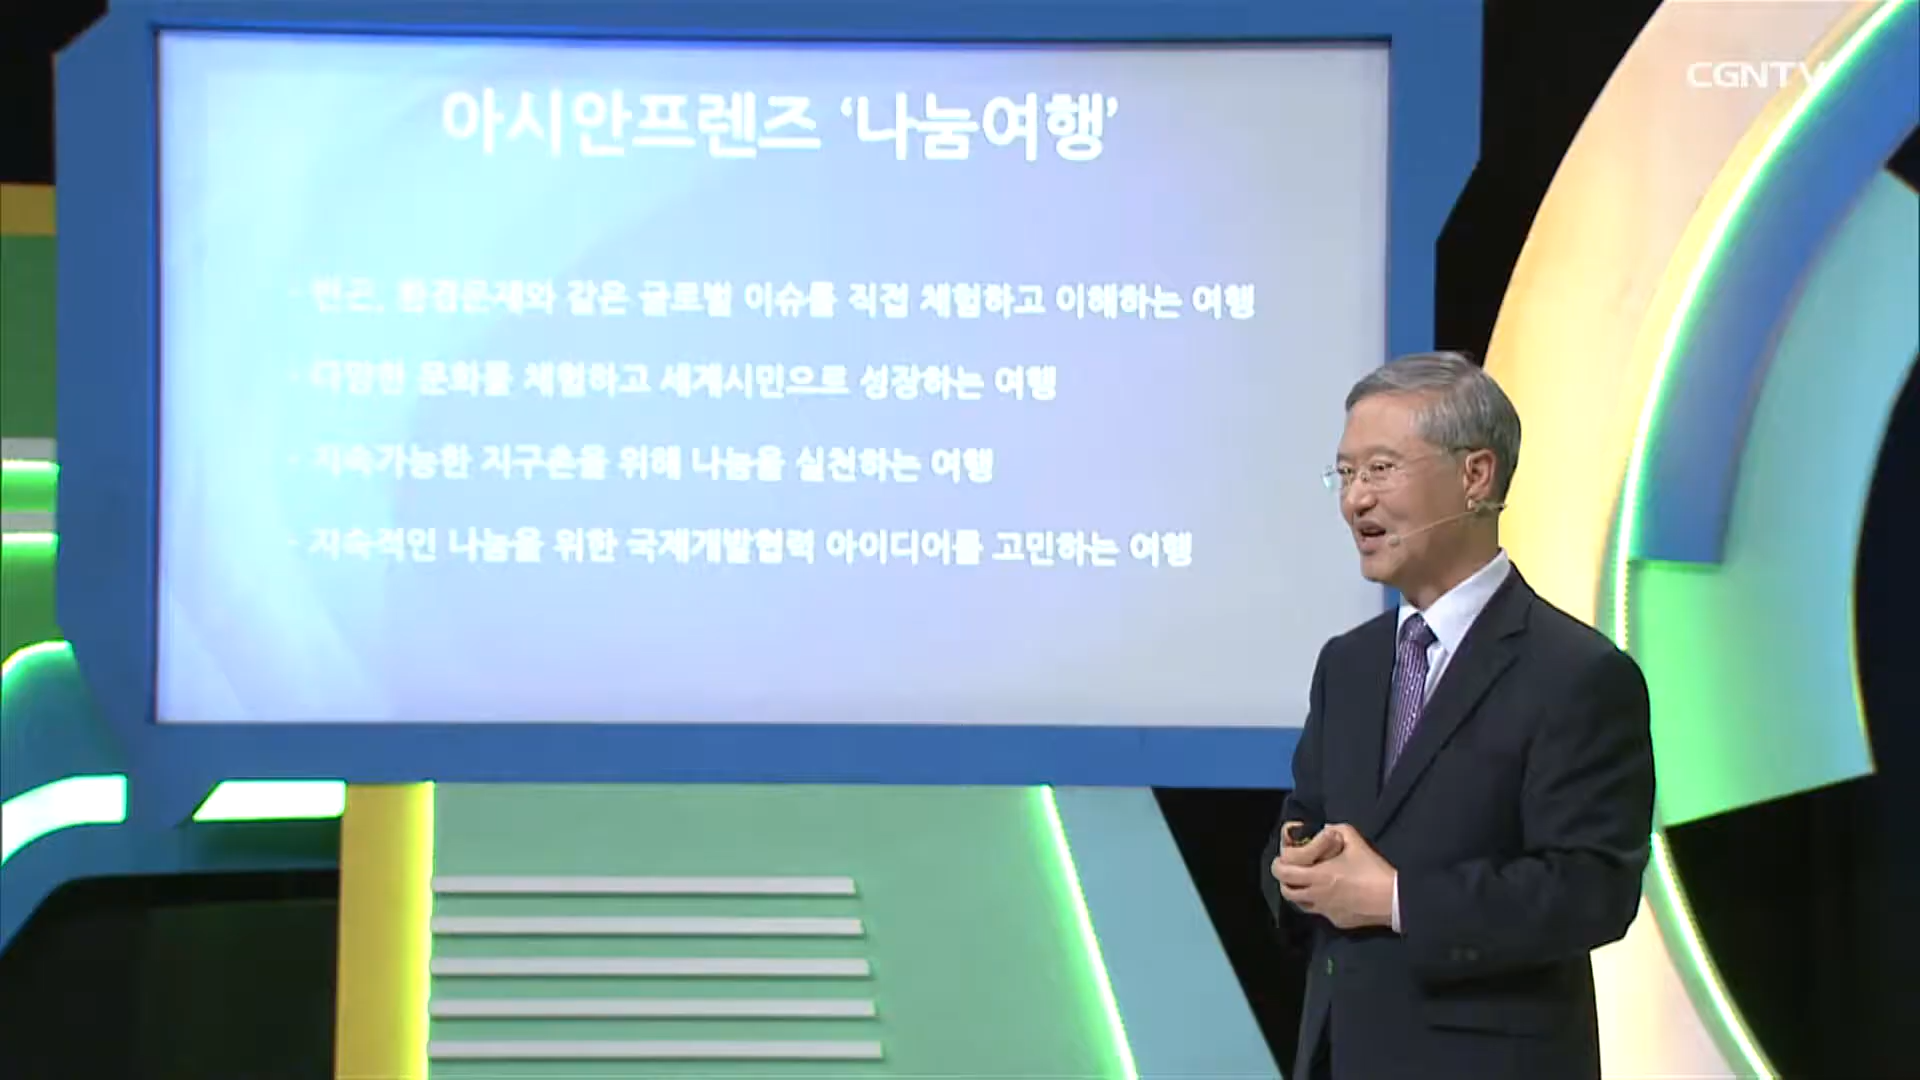 CGNTV
아시안프렌즈 ‘나눔여행’
- 빈곤, 환경문제와 같은 글로벌 이슈를 직접 체험하고 이해하는 여행
- 다양한 문화를 체험하고 세계시민으로 성장하는 여행
- 지속가능한 지구촌을 위해 나눔을 실천하는 여행
- 지속적인 나눔을 위한 국제개발협력 아이디어를 고민하는 여행